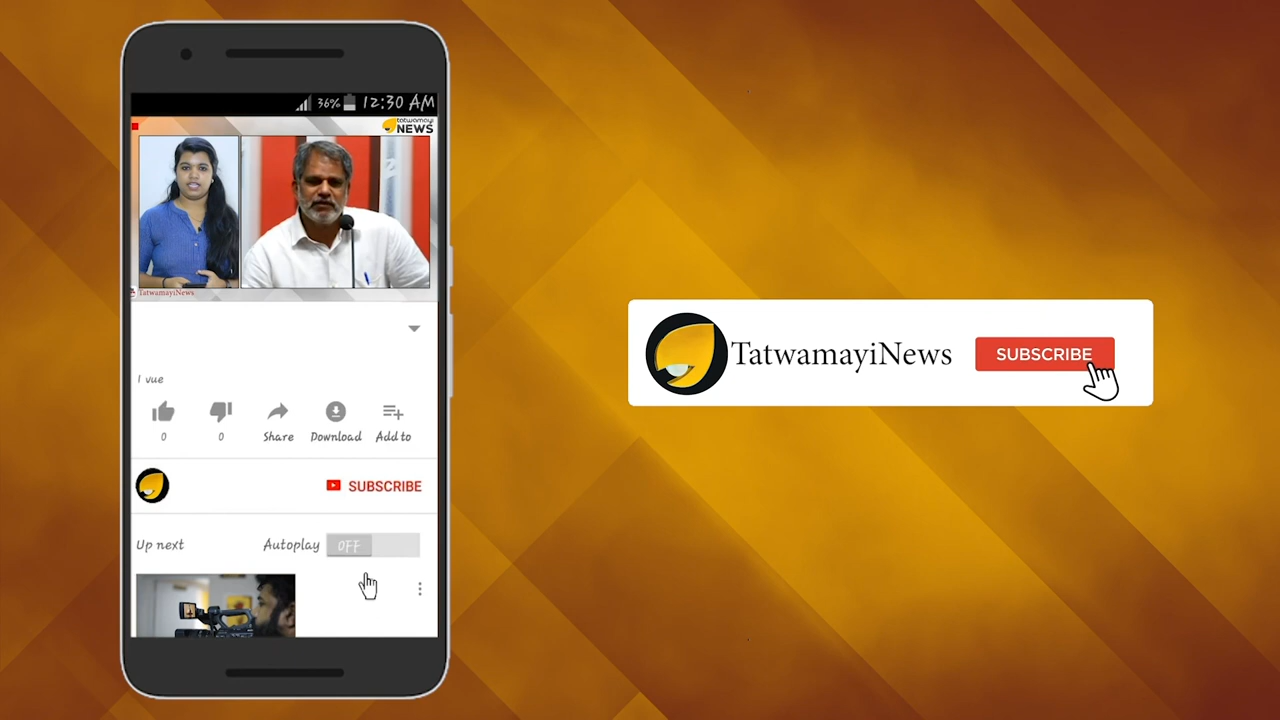 36% 12:30 AM
tatwamayi
NEWS
TatwamayiNews
1 vue
0 0 Share Download Add to
SUBSCRIBE
Up next Autoplay OFF
TatwamayiNews SUBSCRIBE